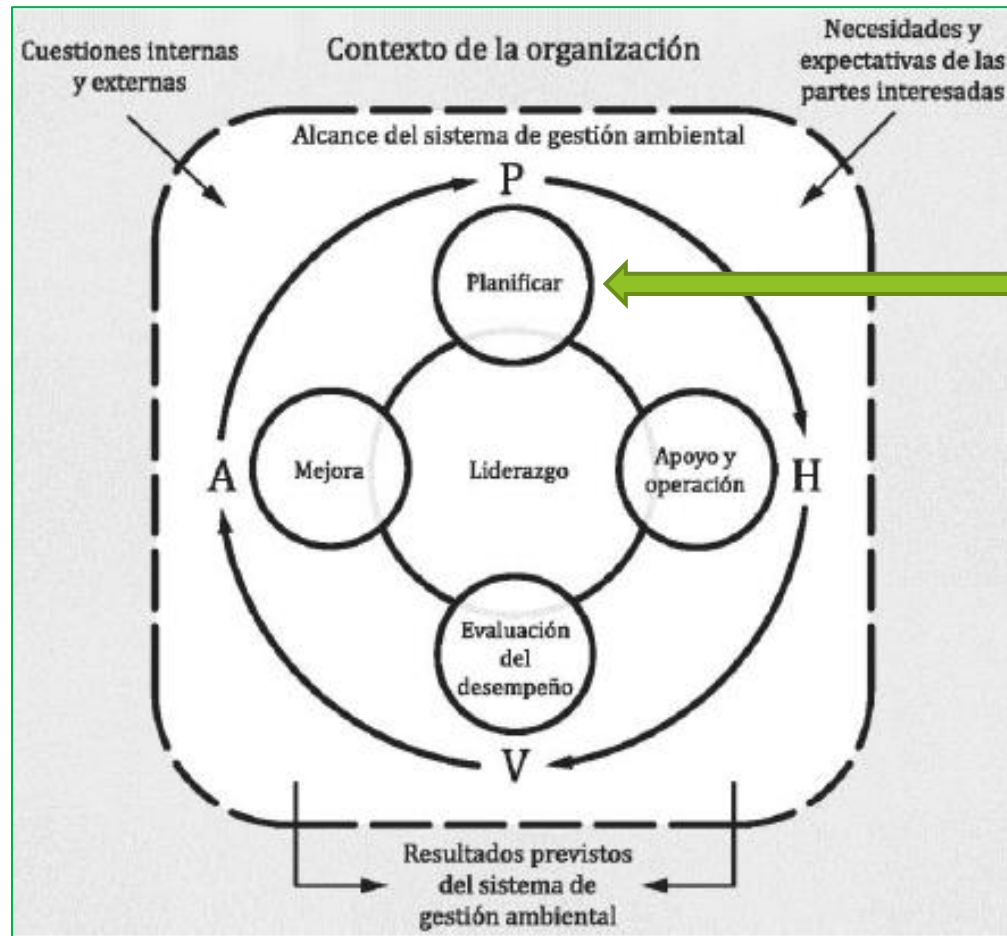 Cuestiones internas
y externas
Contexto de la organización
Necesidades y
expectativas de las
partes interesadas
Alcance del sistema de gestión ambiental
P
Planificar
A
Mejora
Liderazgo
Apoyo y
operación
H
Evaluación
del
desempeño
V
Resultados previstos
del sistema de
gestión ambiental